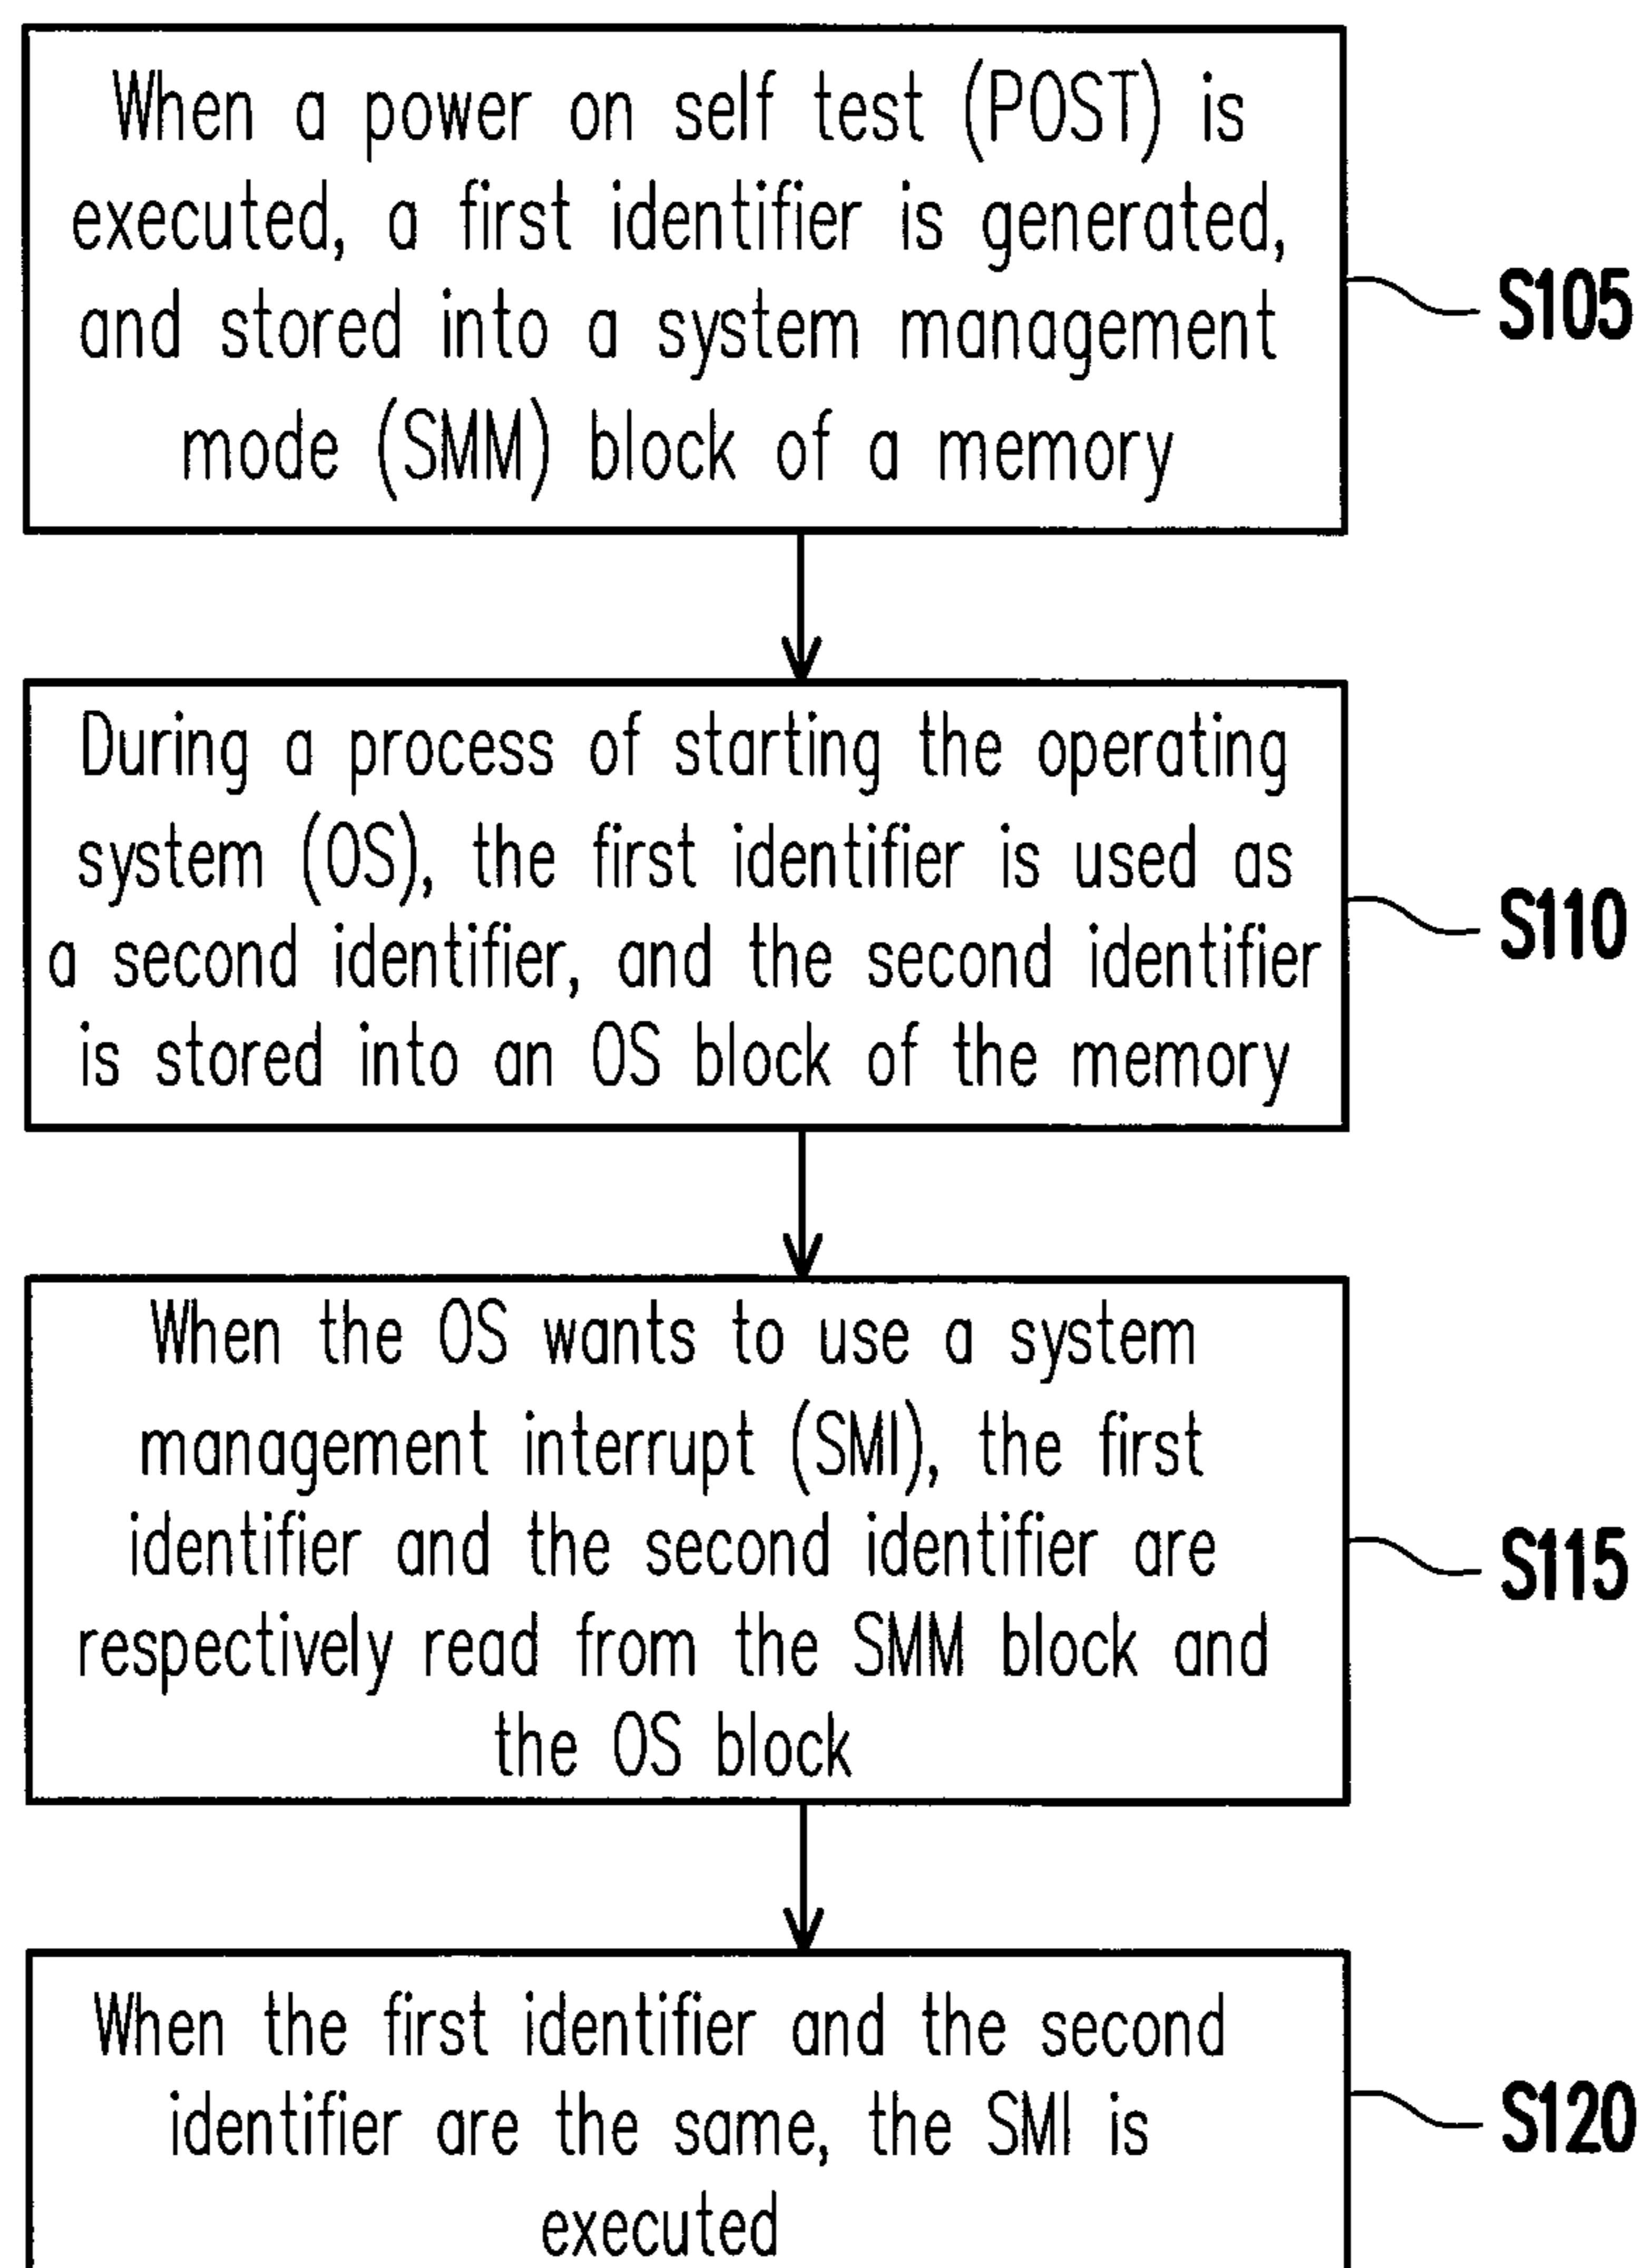 When a power on self test (POST) is
executed, a first identifier is generated,
and stored into a system management
mode (SMM) block of a memory
S105
During a process of starting the operating
system (OS), the first identifier is used as
a second identifier, and the second identifier
is stored into an OS block of the memory
S110
When the OS wants to use a system
management interrupt (SMI), the first
identifier and the second identifier are
respectively read from the SMM block and
the OS block
S115
When the first identifier and the second
identifier are the same, the SMI is
executed
S120